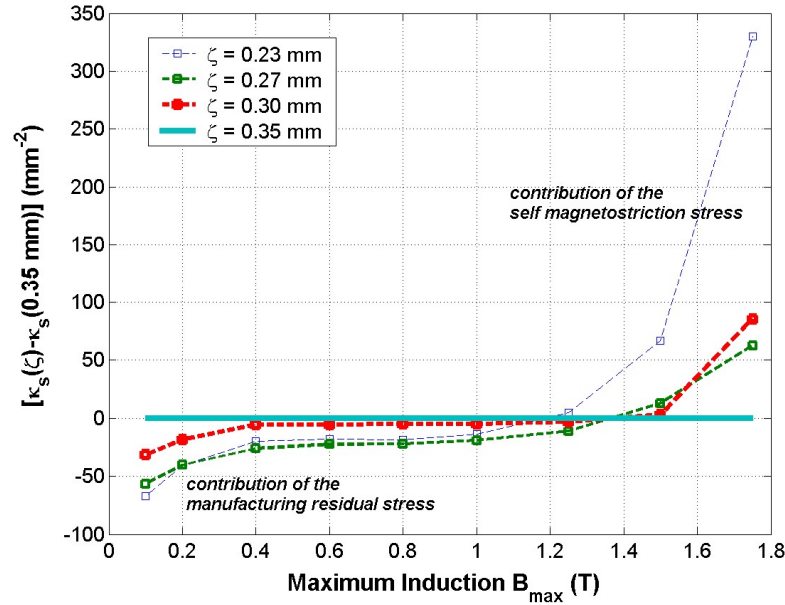 350
300
250
200
150
100
50
0
-50
-100
[κs(ζ)-κs(0.35 mm)] (mm-2)
ζ = 0.23 mm
ζ = 0.27 mm
ζ = 0.30 mm
ζ = 0.35 mm
contribution of the
self magnetostriction stress
contribution of the
manufacturing residual stress
0 0.2 0.4 0.6 0.8 1 1.2 1.4 1.6 1.8
Maximum Induction Bmax (T)